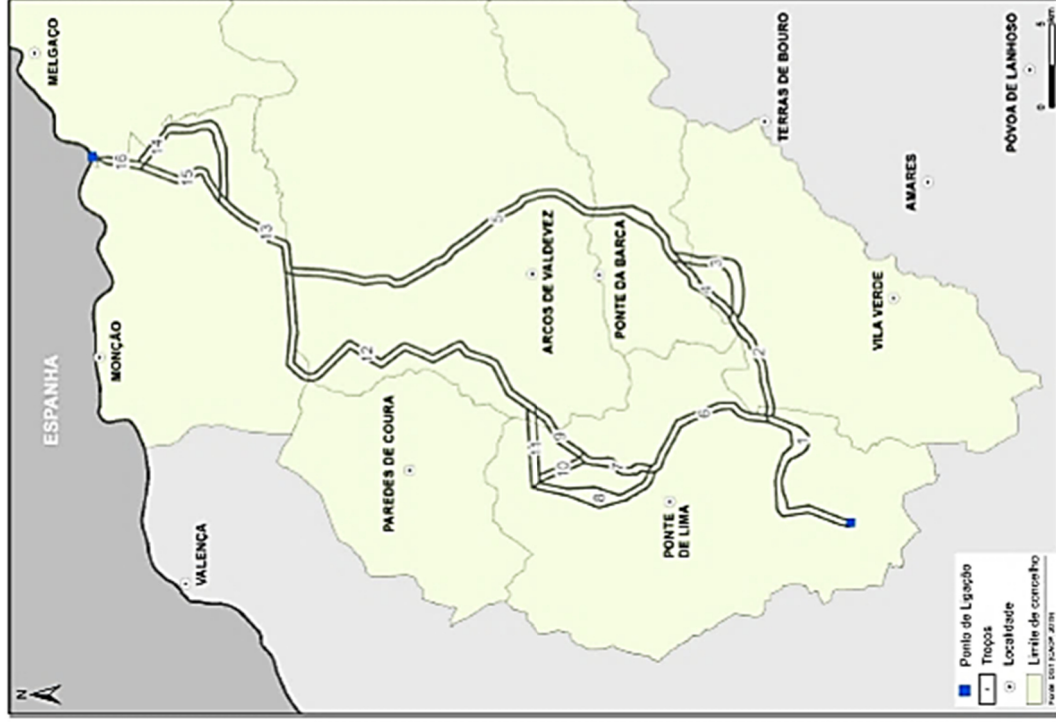 ESPANHA
MELGAÇO
MONÇÃO
VALENÇA
PAREDES DE COURA
ARCOS DE VALDEVEZ
PONTE DA BARCA
PONTE
DE LIMA
TERRAS DE BOURO
PÓVOA DE LANHOSO
AMARES
VILA VERDE
16
14
15
13
5
12
3
4
2
11
9
10
7
8
6
1
N
0
5
km
Ponto de Ligação
Troços
Localidade
Limite de concelho